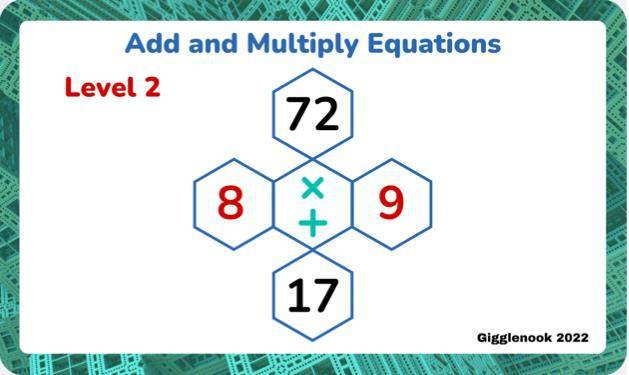 Add and Multiply Equations
Level 2
72
×
8 9
+
17
Gigglenook 2022